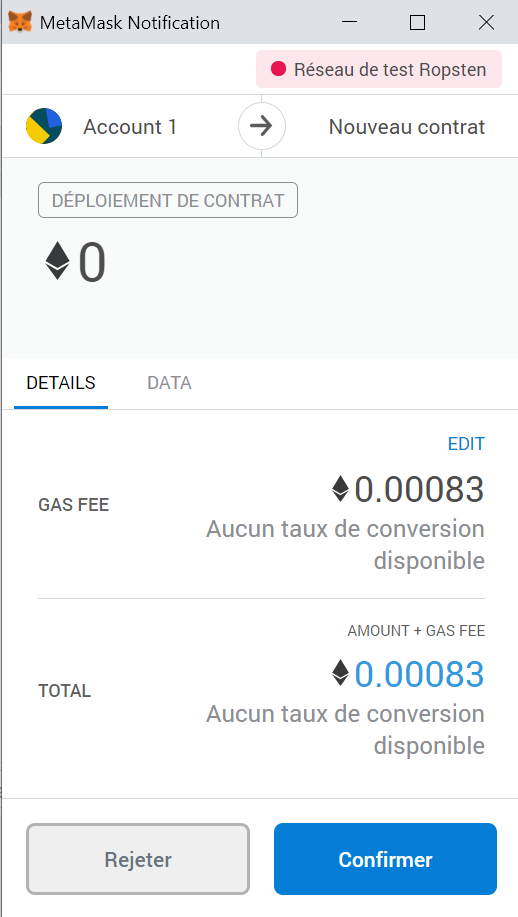 MetaMask Notification
Réseau de test Ropsten
Account 1
Nouveau contrat
DÉPLOIEMENT DE CONTRAT
0
DETAILS
DATA
EDIT
GAS FEE
0.00083
Aucun taux de conversion
disponible
AMOUNT + GAS FEE
TOTAL
0.00083
Aucun taux de conversion
disponible
Rejeter
Confirmer